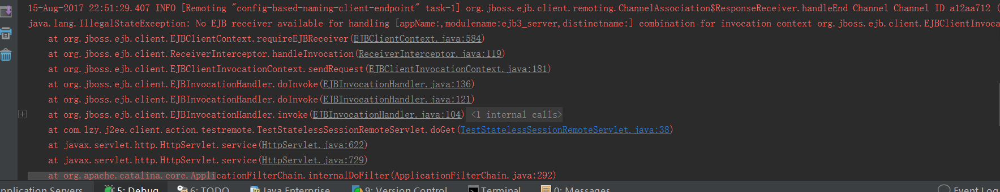 15-Aug-2017 22:51:29.407 INFO [Remoting "config-based-naming-client-endpoint" task-1] org.jboss.ejb.client.remoting.ChannelAssociation$ResponseReceiver.handleEnd Channel Channel ID a12aa712 (
java.lang.IllegalStateException: No EJB receiver available for handling [appName:,modulename:ejb3_server,distinctname:] combination for invocation context org.jboss.ejb.client.EJBClientInvoca
at org.jboss.ejb.client.EJBClientContext.requireEJBReceiver(EJBClientContext.java:584)
at org.jboss.ejb.client.ReceiverInterceptor.handleInvocation(ReceiverInterceptor.java:119)
at org.jboss.ejb.client.EJBClientInvocationContext.sendRequest(EJBClientInvocationContext.java:181)
at org.jboss.ejb.client.EJBInvocationHandler.doInvoke(EJBInvocationHandler.java:136)
at org.jboss.ejb.client.EJBInvocationHandler.doInvoke(EJBInvocationHandler.java:121)
at org.jboss.ejb.client.EJBInvocationHandler.invoke(EJBInvocationHandler.java:104) <1 internal calls>
at com.lzy.j2ee.client.action.testremote.TestStatelessSessionRemoteServlet.doGet(TestStatelessSessionRemoteServlet.java:38)
at javax.servlet.http.HttpServlet.service(HttpServlet.java:622)
at javax.servlet.http.HttpServlet.service(HttpServlet.java:729)
at org.apache.catalina.core.ApplicationFilterChain.internalDoFilter(ApplicationFilterChain.java:292)
pplication Servers 5: Debug 6: TODO Java Enterprise 9: Version Control Terminal 0: Messages Event Log